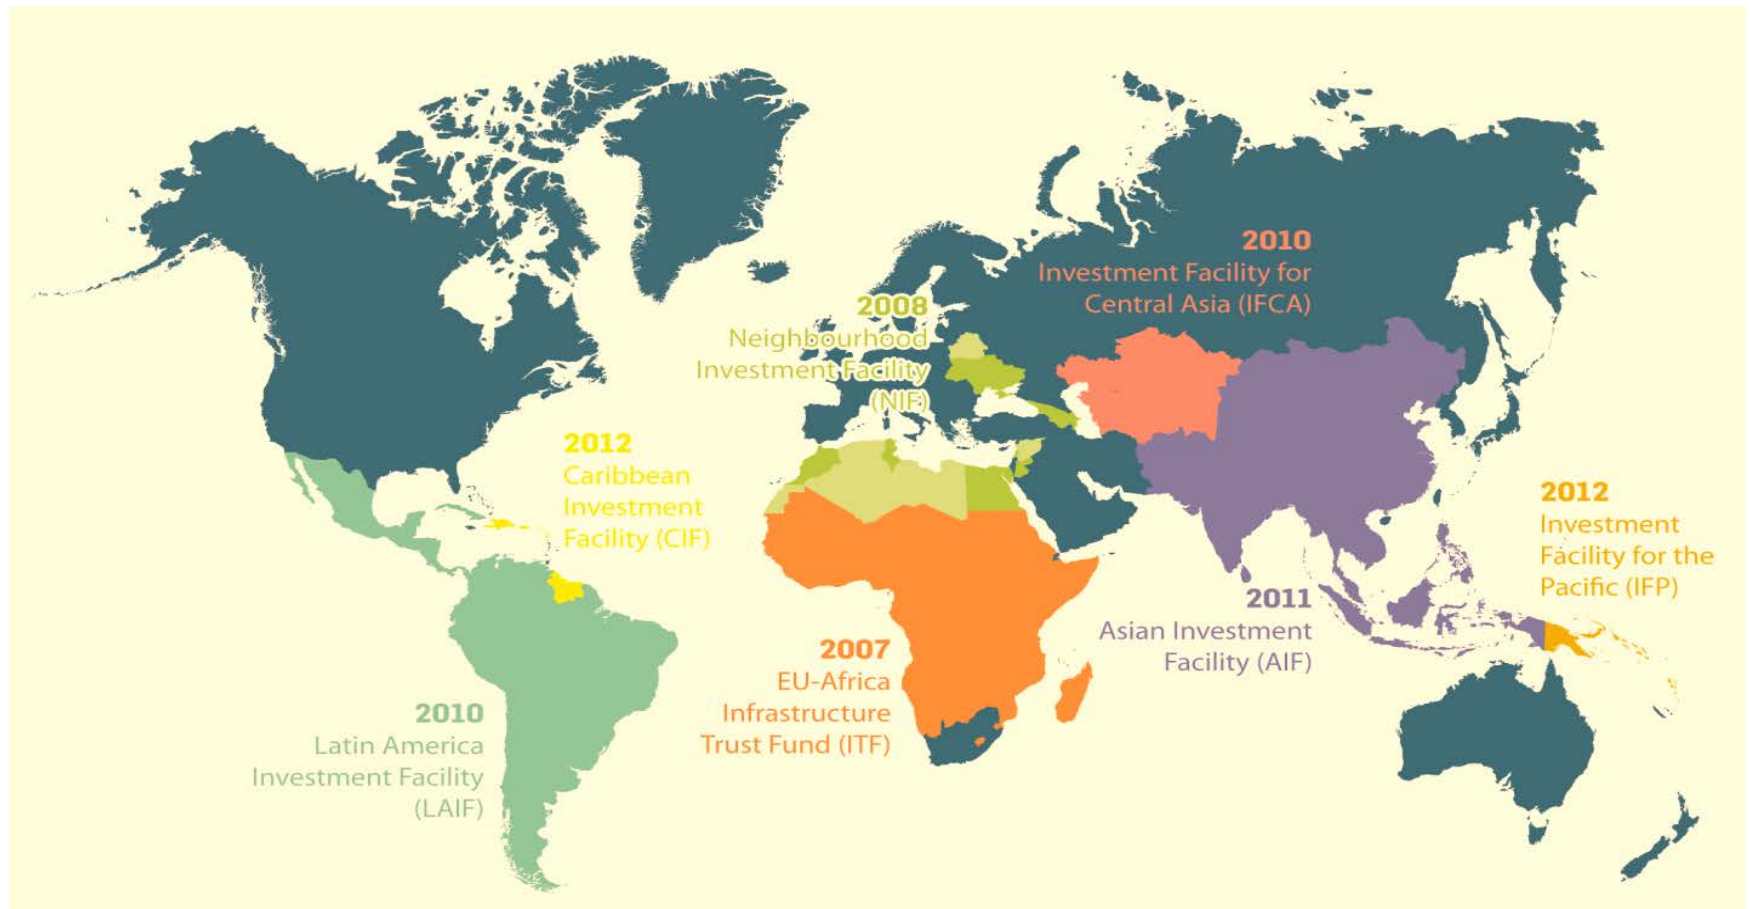 2010
Investment Facility for
Central Asia (IFCA)
2008
Neighbourhood
Investment Facility
(NIF)
2012
Caribbean
Investment
Facility (CIF)
2012
Investment
Facility for the
Pacific (IFP)
2011
Asian Investment
Facility (AIF)
2007
EU-Africa
Infrastructure
Trust Fund (ITF)
2010
Latin America
Investment Facility
(LAIF)